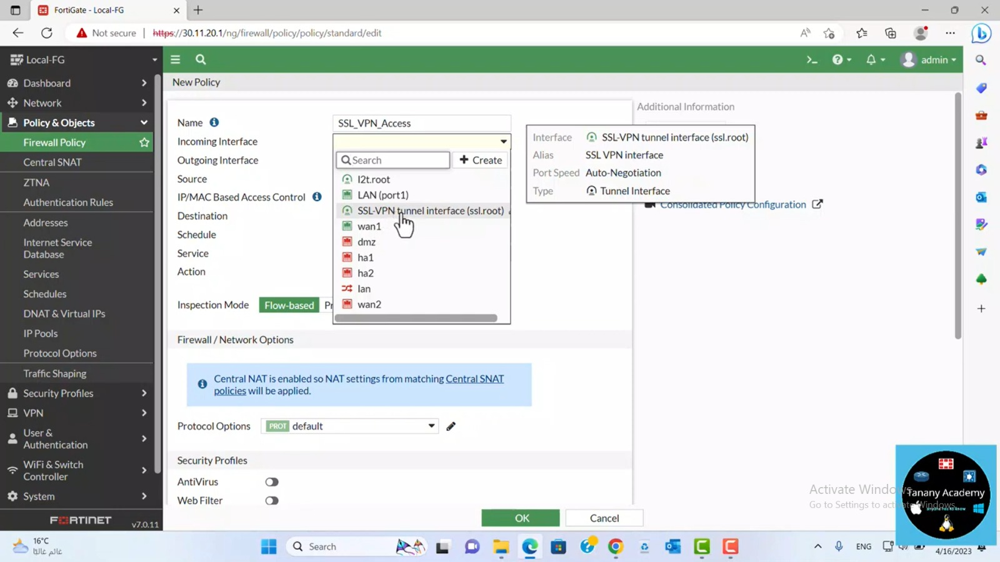 FortiGate - Local-FG
Not secure
https://30.11.20.1/ng/firewall/policy/policy/standard/edit
Local-FG
admin
Dashboard
Network
Policy & Objects
Firewall Policy
Central SNAT
ZTNA
Authentication Rules
Addresses
Internet Service
Database
Services
Schedules
DNAT & Virtual IPs
IP Pools
Protocol Options
Traffic Shaping
Security Profiles
VPN
User &
Authentication
WiFi & Switch
Controller
System
FORTINET
v7.0.11
New Policy
Name
SSL_VPN_Access
Incoming Interface
Outgoing Interface
Source
IP/MAC Based Access Control
Destination
Schedule
Service
Action
Search
Create
l2t.root
LAN (port1)
SSL-VPN tunnel interface (ssl.root)
wan1
dmz
ha1
ha2
lan
wan2
Inspection Mode
Flow-based
Pr
Firewall / Network Options
Central NAT is enabled so NAT settings from matching Central SNAT
policies will be applied.
Protocol Options
PROT default
Security Profiles
AntiVirus
Web Filter
OK
Cancel
Additional Information
Interface SSL-VPN tunnel interface (ssl.root)
Alias SSL VPN interface
Port Speed Auto-Negotiation
Type Tunnel Interface
Consolidated Policy Configuration
Activate Windows
Go to Settings to activate Windows.
Tanany Academy
anyone has to know
16°C
غائم غالبًا
Search
ENG
4/16/2023